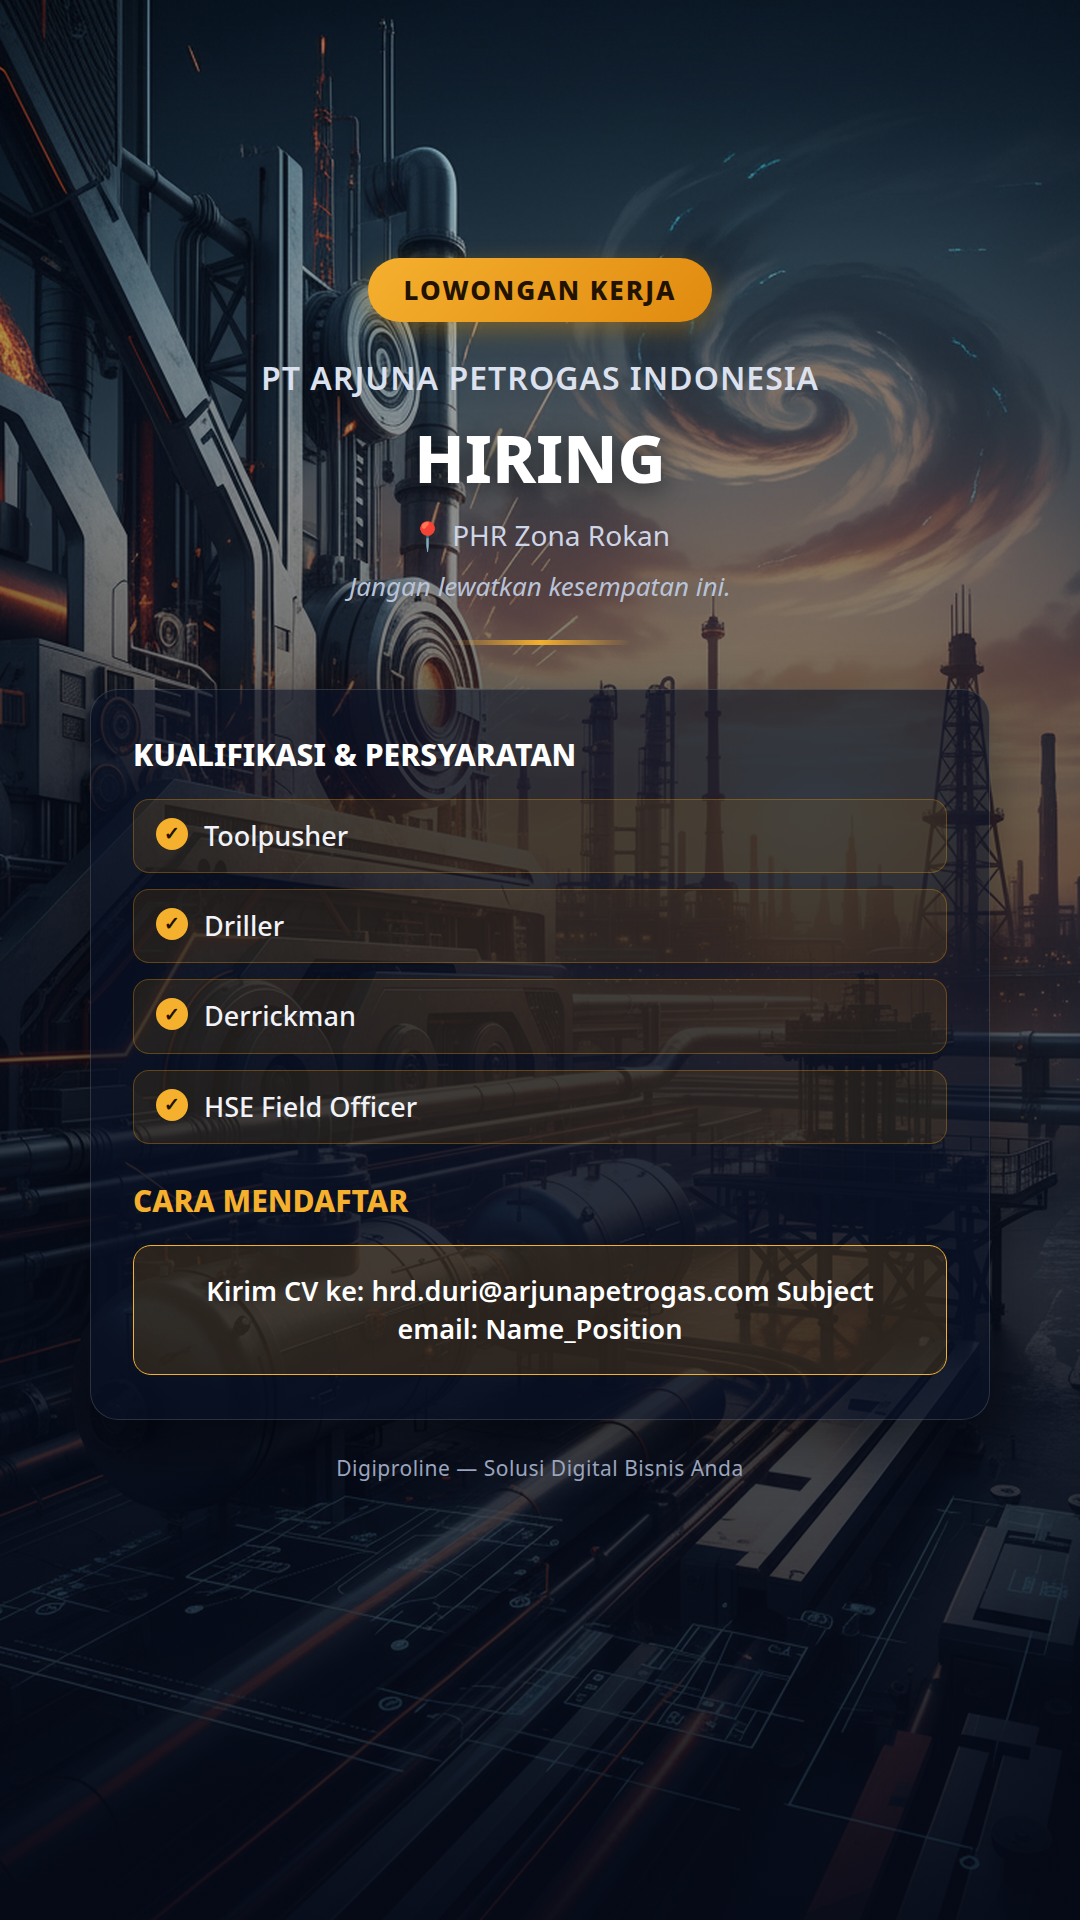 LOWONGAN KERJA
PT ARJUNA PETROGAS INDONESIA
HIRING
📍 PHR Zona Rokan
Jangan lewatkan kesempatan ini.
KUALIFIKASI & PERSYARATAN
✓ Toolpusher
✓ Driller
✓ Derrickman
✓ HSE Field Officer
CARA MENDAFTAR
Kirim CV ke: hrd.duri@arjunapetrogas.com Subject
email: Name_Position
Digiproline — Solusi Digital Bisnis Anda